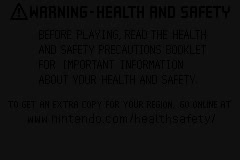 ⚠WARNING-HEALTH AND SAFETY
BEFORE PLAYING, READ THE HEALTH
AND SAFETY PRECAUTIONS BOOKLET
FOR IMPORTANT INFORMATION
ABOUT YOUR HEALTH AND SAFETY.
TO GET AN EXTRA COPY FOR YOUR REGION, GO ONLINE AT
www.nintendo.com/healthsafety/